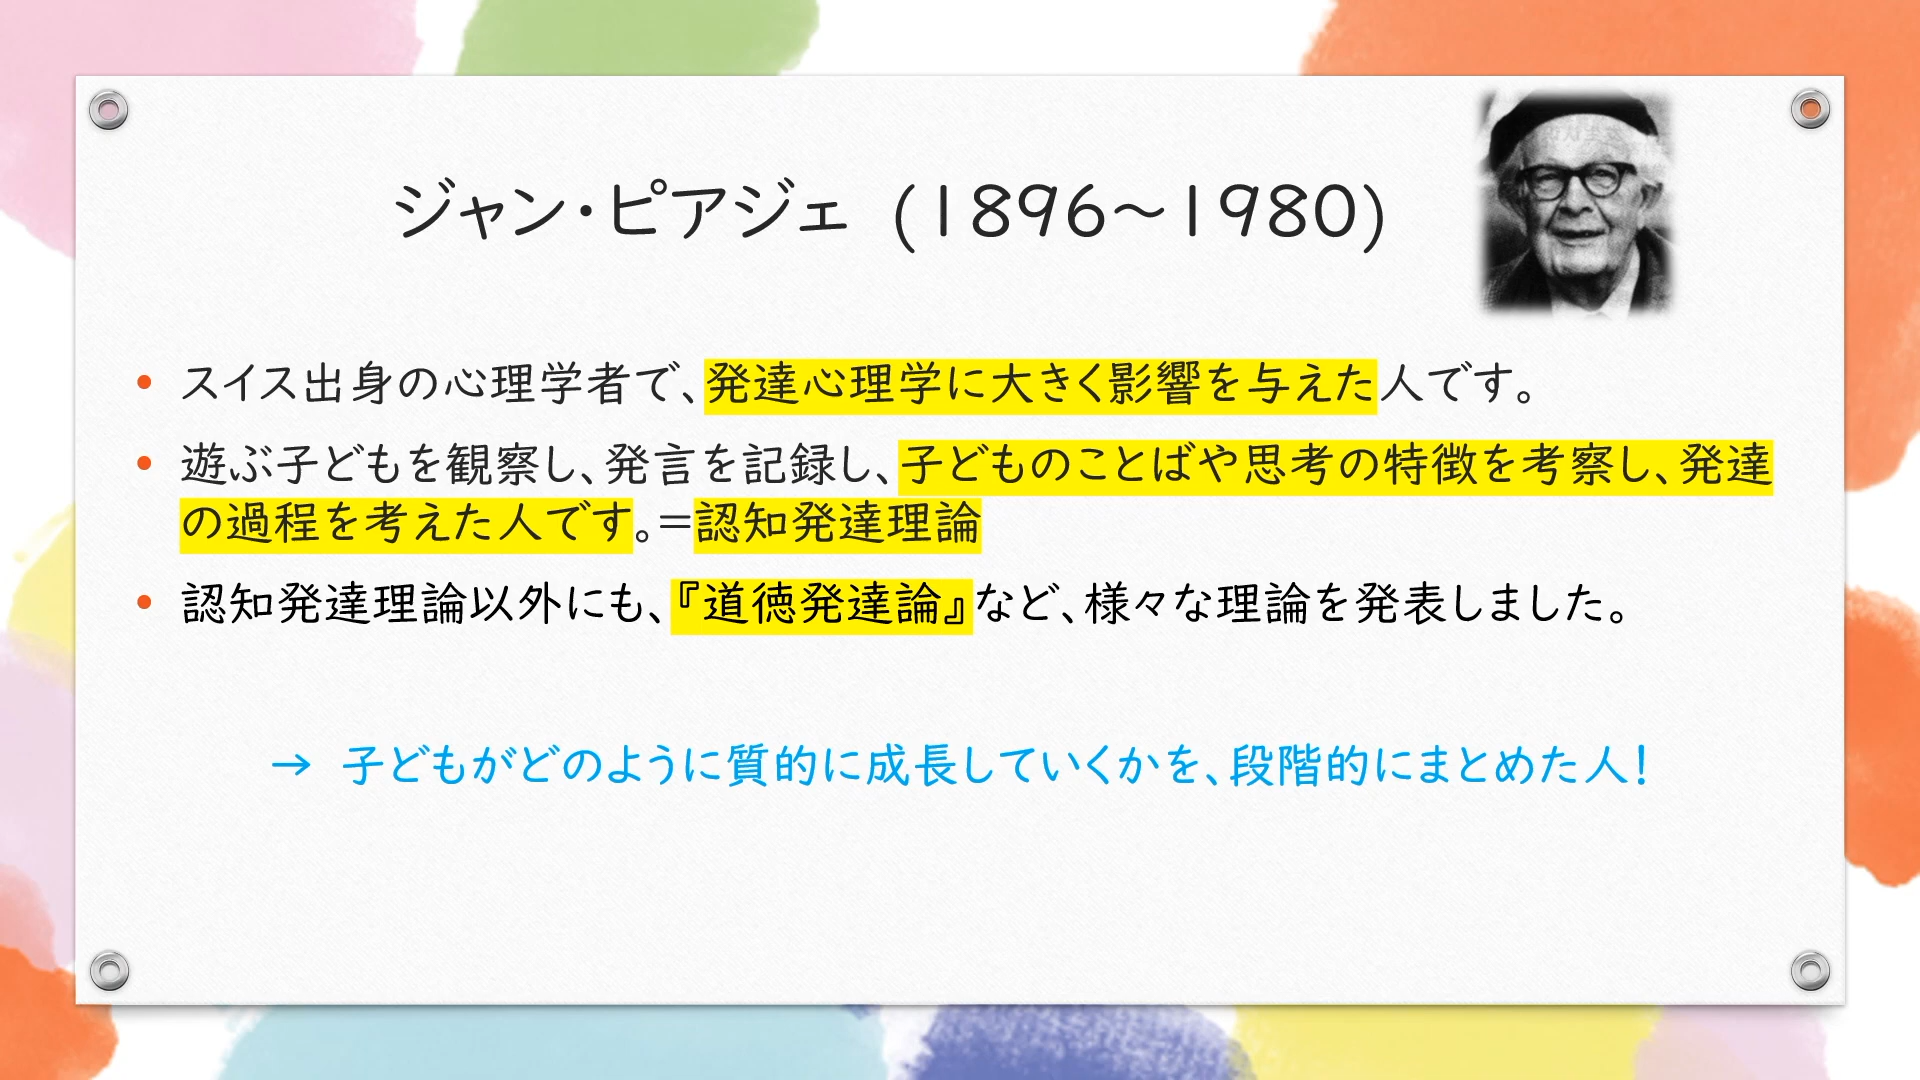 ジャン・ピアジェ (1896～1980)
• スイス出身の心理学者で、発達心理学に大きく影響を与えた人です。
• 遊ぶ子どもを観察し、発言を記録し、子どものことばや思考の特徴を考察し、発達
の過程を考えた人です。＝認知発達理論
• 認知発達理論以外にも、『道徳発達論』など、様々な理論を発表しました。
→ 子どもがどのように質的に成長していくかを、段階的にまとめた人！